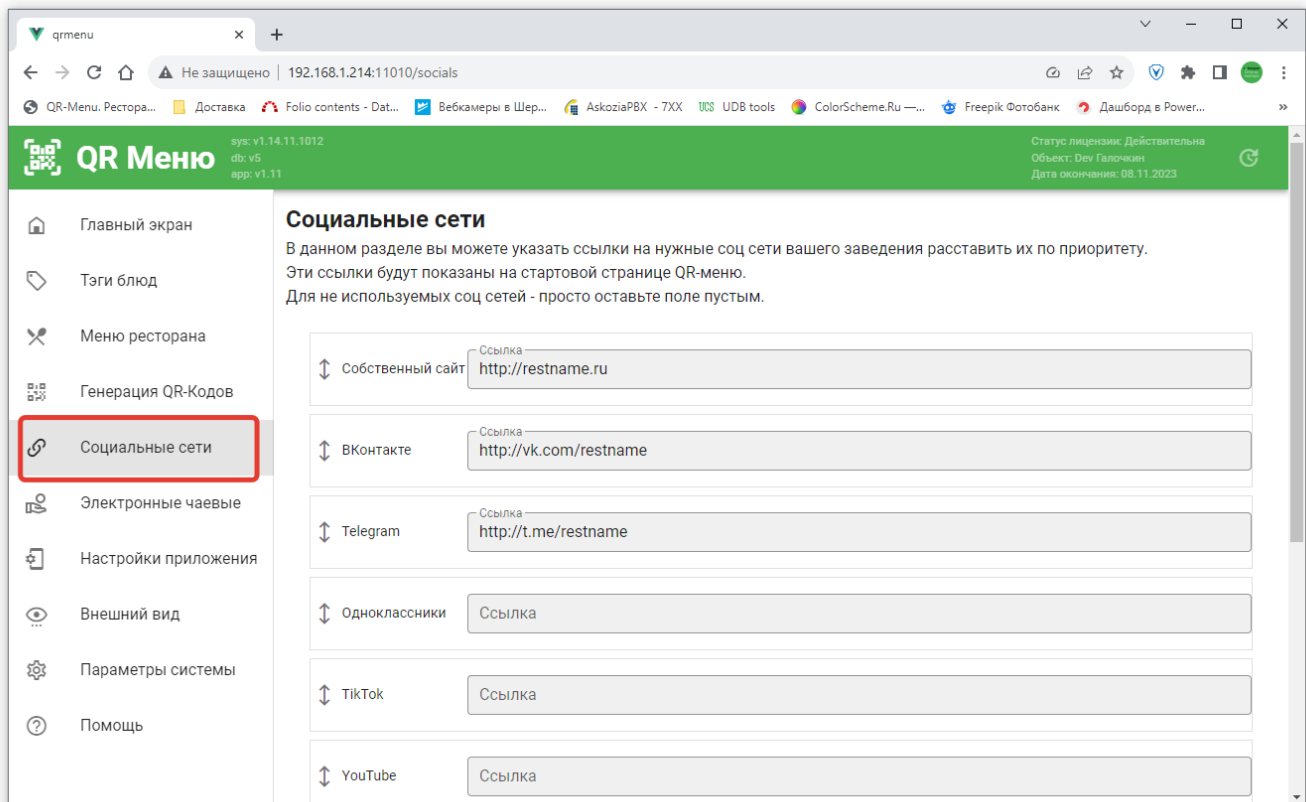 qrmenu
Не защищено 192.168.1.214:11010/socials
QR-Menu. Рестора... Доставка Folio contents - Dat... Вебкамеры в Шер... AskoziaPBX - 7XX UCS UDB tools ColorScheme.Ru —... Freepik Фотобанк Дашборд в Power... »
QR Меню
sys: v1.14.11.1012
db: v5
app: v1.11
Статус лицензии: Действительна
Объект: Dev Галочкин
Дата окончания: 08.11.2023
Главный экран
Тэги блюд
Меню ресторана
Генерация QR-Кодов
Социальные сети
Электронные чаевые
Настройки приложения
Внешний вид
Параметры системы
Помощь
Социальные сети
В данном разделе вы можете указать ссылки на нужные соц сети вашего заведения расставить их по приоритету.
Эти ссылки будут показаны на стартовой странице QR-меню.
Для не используемых соц сетей - просто оставьте поле пустым.
Ссылка
Собственный сайт http://restname.ru
Ссылка
ВКонтакте http://vk.com/restname
Ссылка
Telegram http://t.me/restname
Одноклассники Ссылка
TikTok Ссылка
YouTube Ссылка